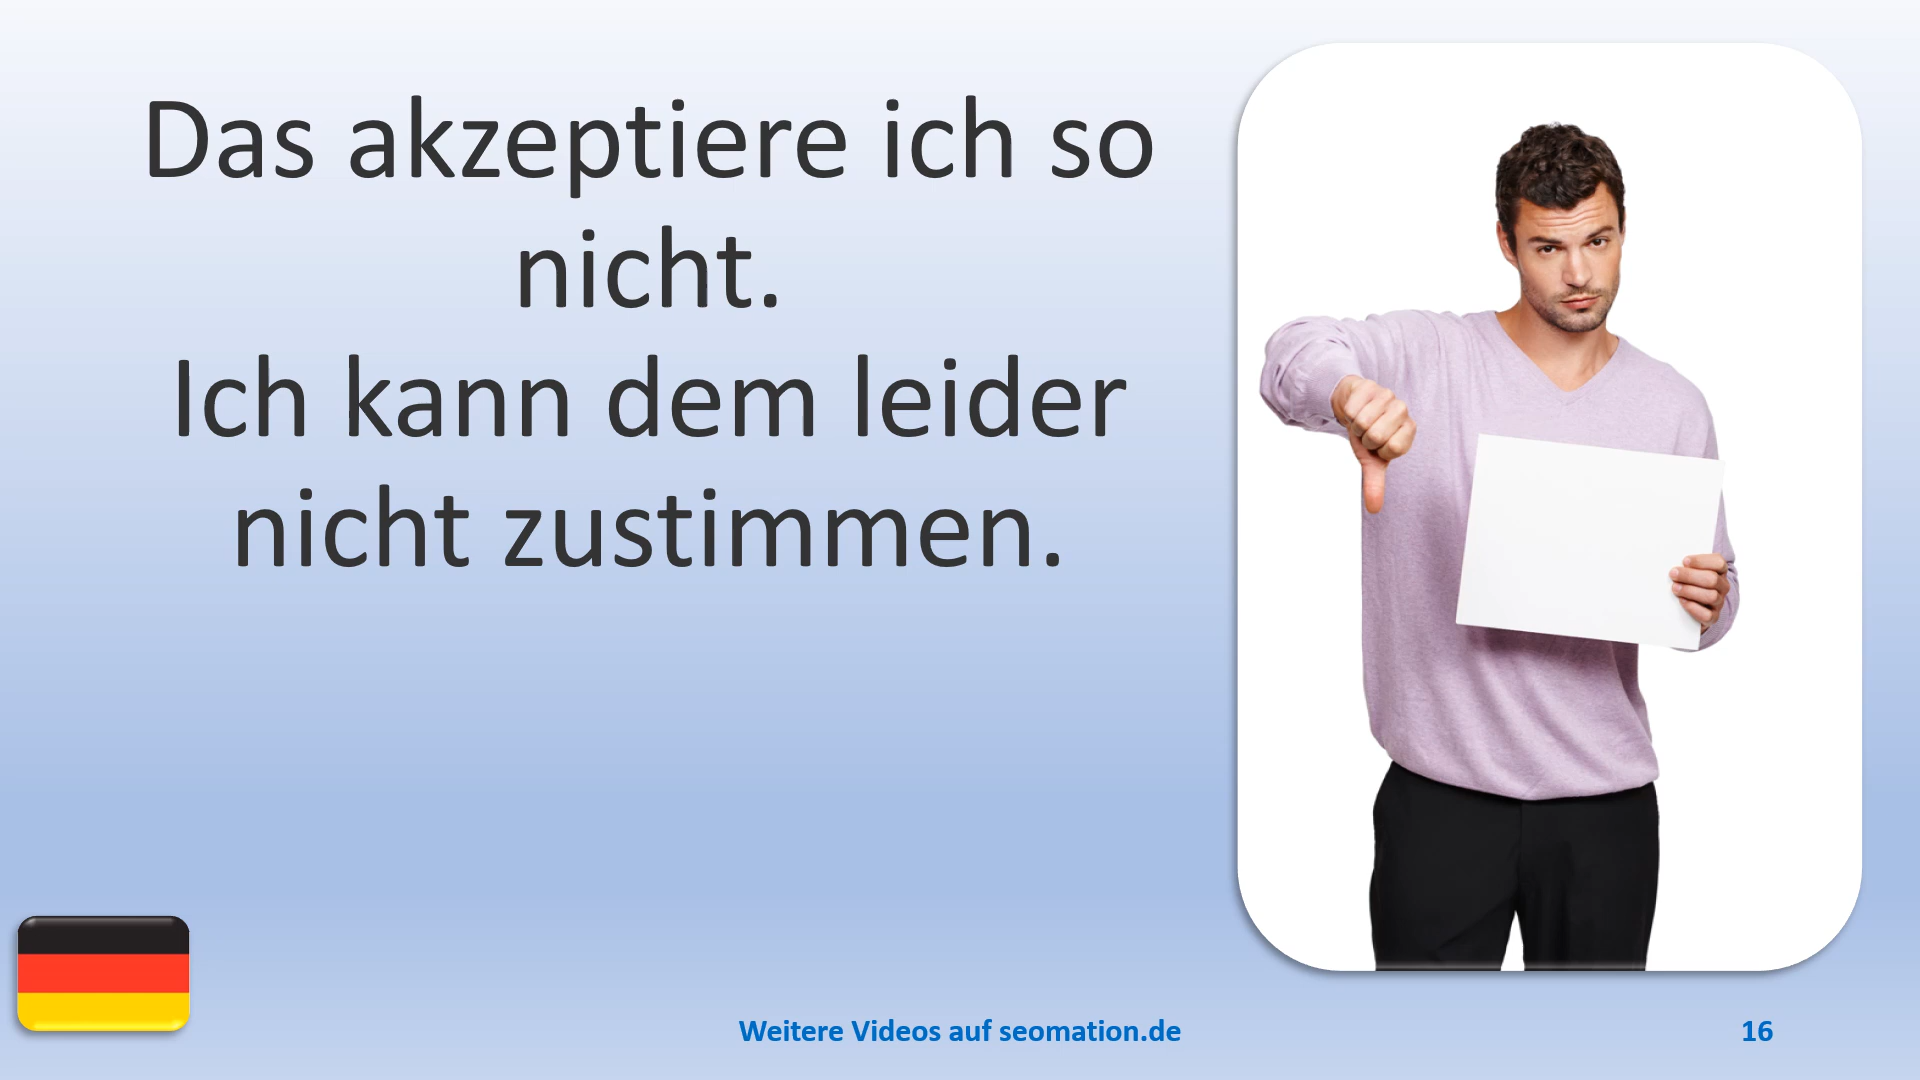 Das akzeptiere ich so
nicht.
Ich kann dem leider
nicht zustimmen.
Weitere Videos auf seomation.de
16